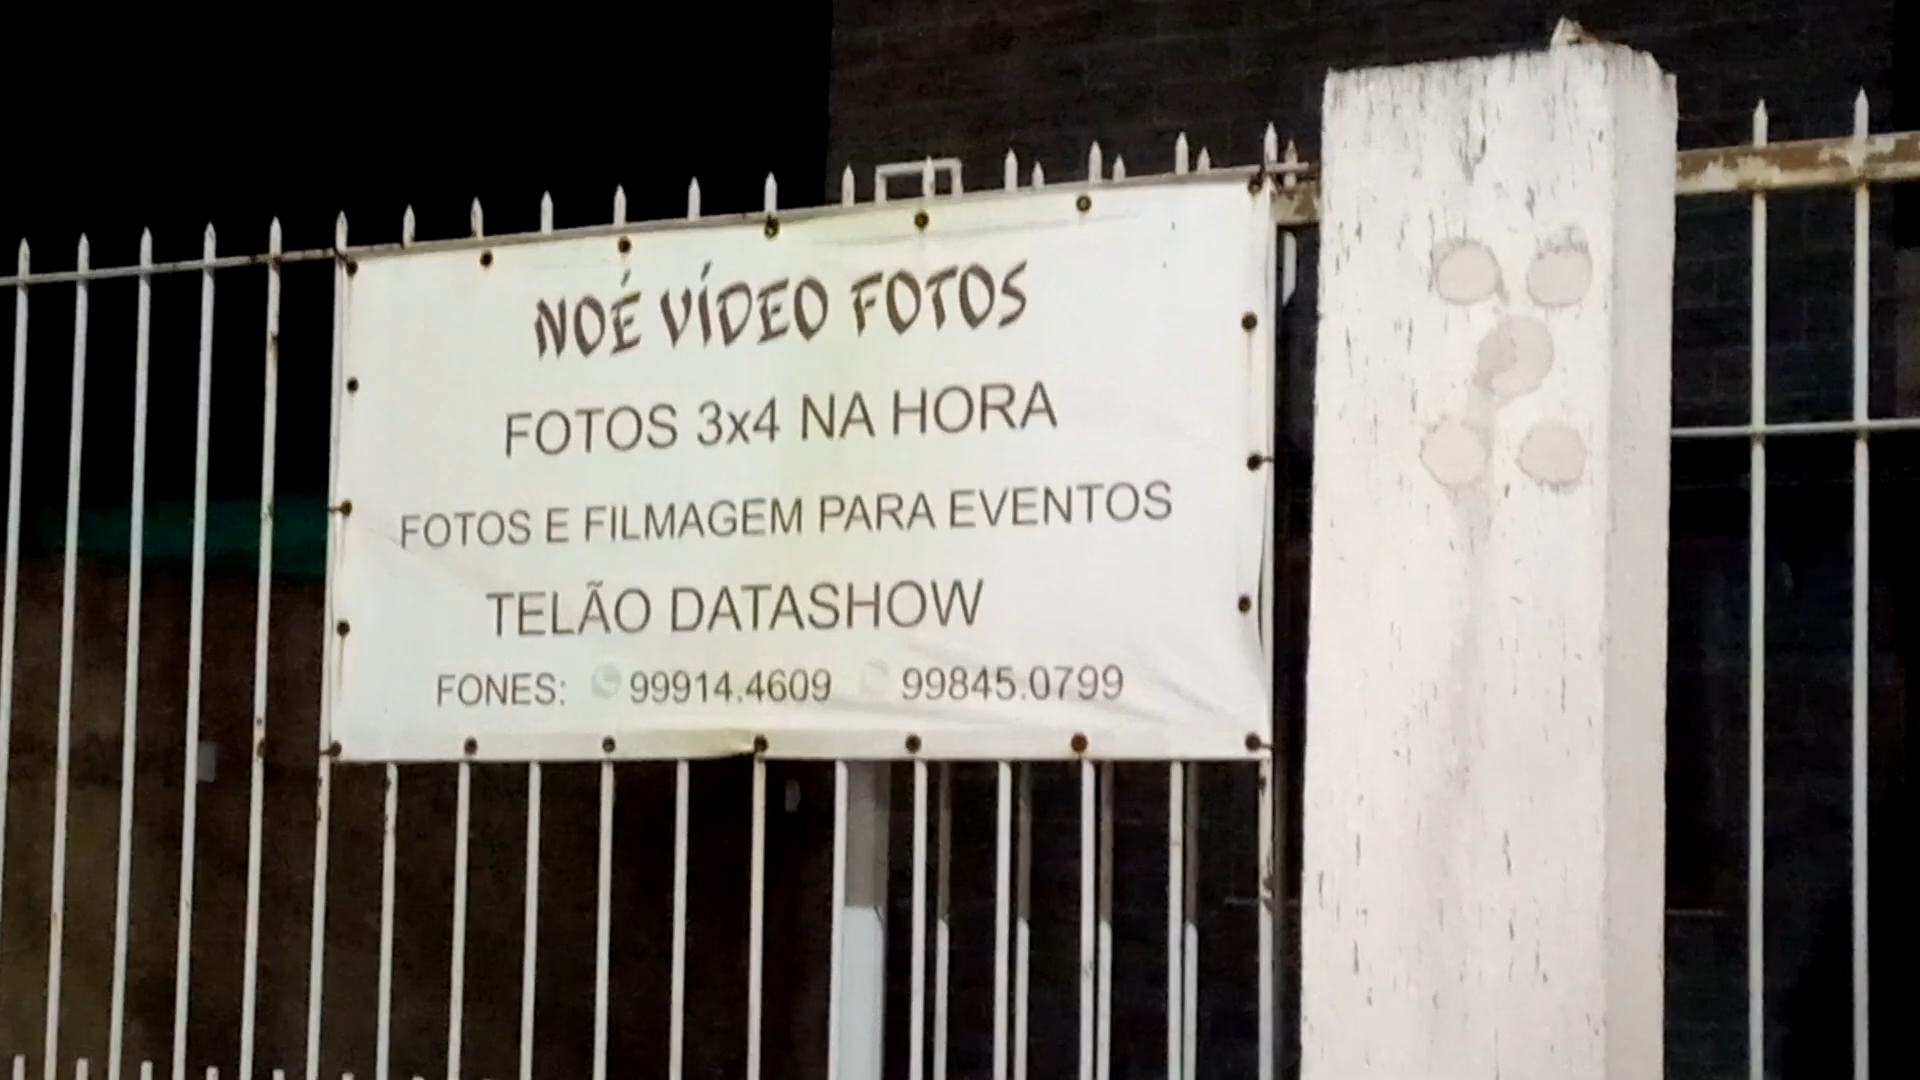 NOÉ VÍDEO FOTOS
FOTOS 3x4 NA HORA
FOTOS E FILMAGEM PARA EVENTOS
TELÃO DATASHOW
FONES: 99914.4609 99845.0799